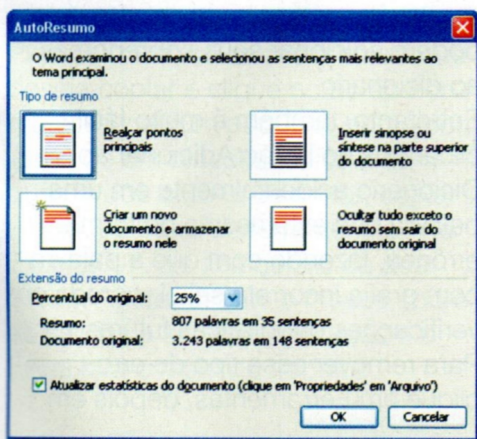 AutoResumo
O Word examinou o documento e selecionou as sentenças mais relevantes ao
tema principal.
Tipo de resumo
Realçar pontos
principais
Inserir sinopse ou
síntese na parte superior
do documento
Criar um novo
documento e armazenar
o resumo nele
Ocultar tudo exceto o
resumo sem sair do
documento original
Extensão do resumo
Percentual do original: 25%
Resumo: 807 palavras em 35 sentenças
Documento original: 3.243 palavras em 148 sentenças
Atualizar estatísticas do documento (clique em 'Propriedades' em 'Arquivo')
OK Cancelar